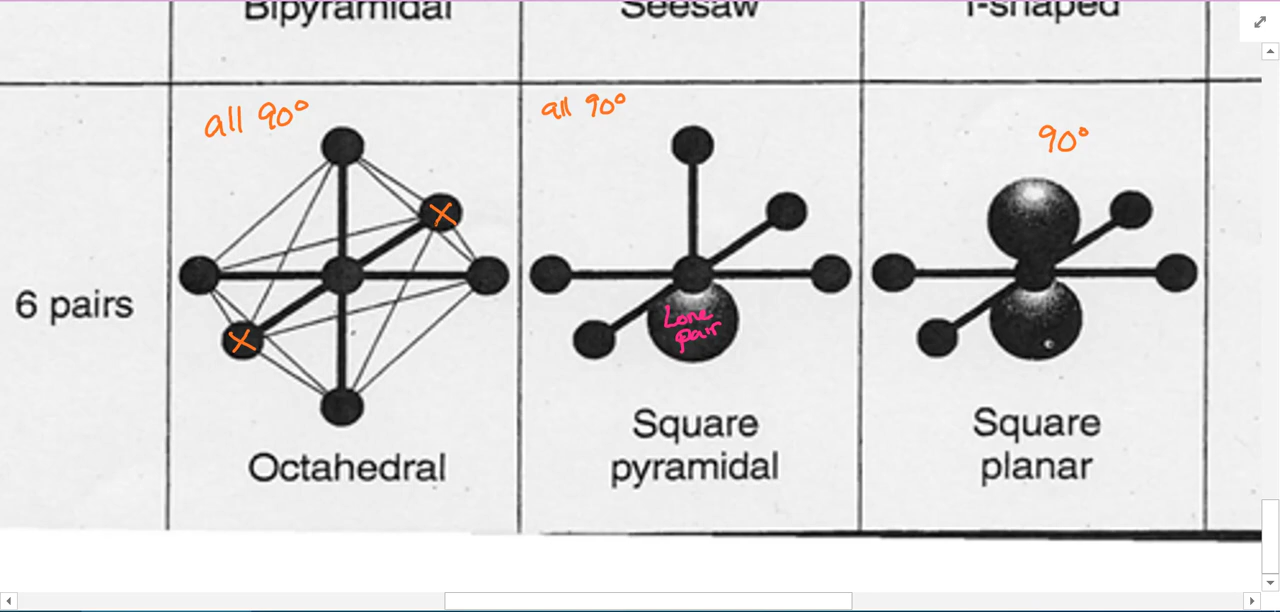 Bipyramidal
Seesaw
T-shaped
all 90°
all 90°
90°
6 pairs
Lone
pair
Octahedral
Square
pyramidal
Square
planar